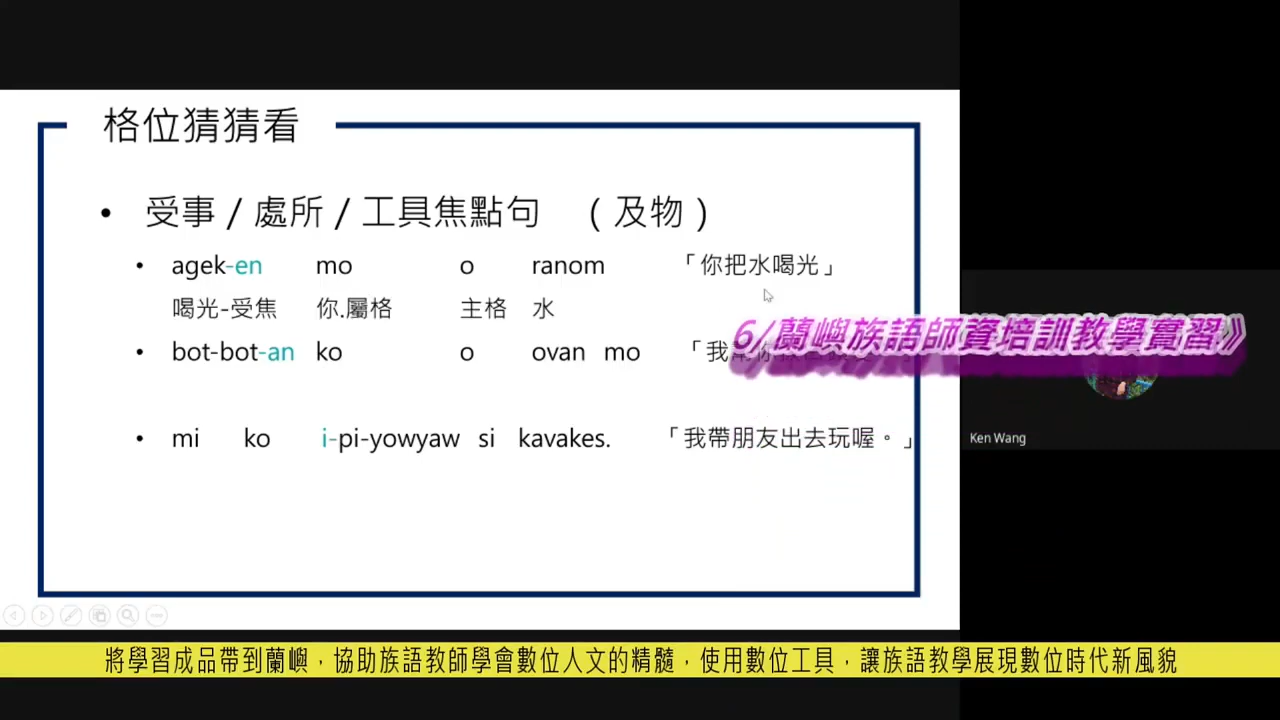 格位猜猜看
• 受事/處所/工具焦點句 (及物)
• agek-en mo o ranom 「你把水喝光」
喝光-受焦 你.屬格 主格 水
6/蘭嶼族語師資培訓教學實習》
• bot-bot-an ko o ovan mo 「我幫你
• mi ko i-pi-yowyaw si kavakes. 「我帶朋友出去玩喔。」
Ken Wang
將學習成品帶到蘭嶼，協助族語教師學會數位人文的精髓，使用數位工具，讓族語教學展現數位時代新風貌